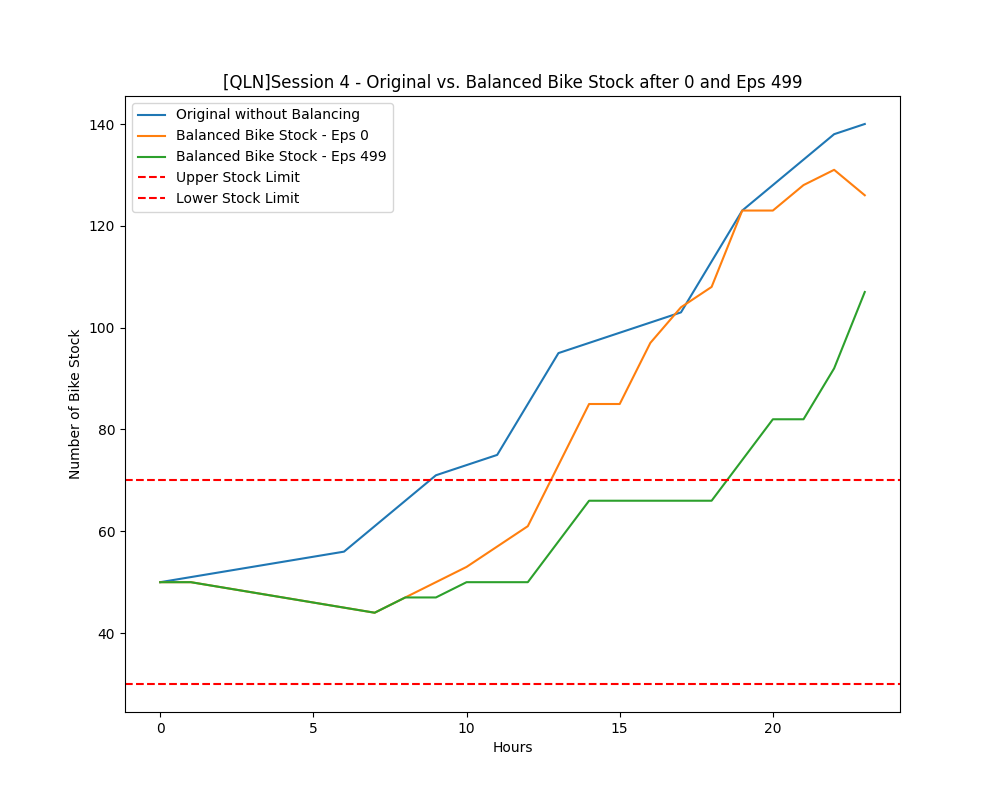 [QLN]Session 4 - Original vs. Balanced Bike Stock after 0 and Eps 499
Original without Balancing
Balanced Bike Stock - Eps 0
Balanced Bike Stock - Eps 499
Upper Stock Limit
Lower Stock Limit
140
120
100
80
60
40
Number of Bike Stock
0
5
10
15
20
Hours